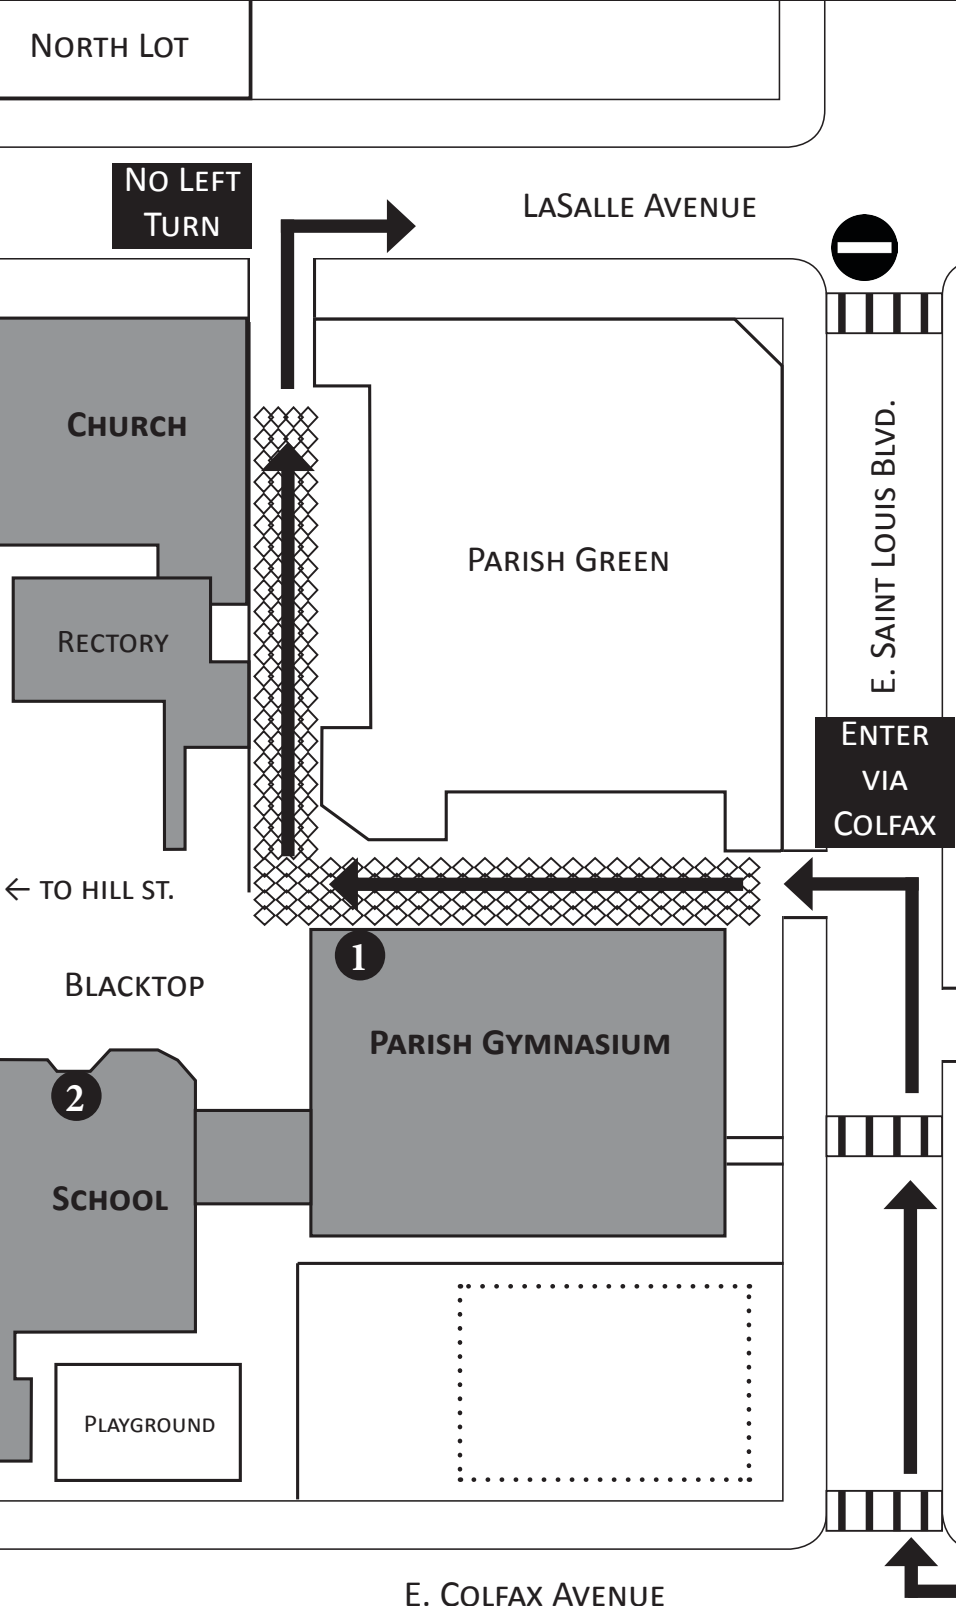 North Lot
No Left
Turn
LaSalle Avenue
Church
E. Saint Louis Blvd.
Parish Green
Rectory
Enter
via
Colfax
← to Hill St.
1
Blacktop
Parish Gymnasium
2
School
Playground
E. Colfax Avenue